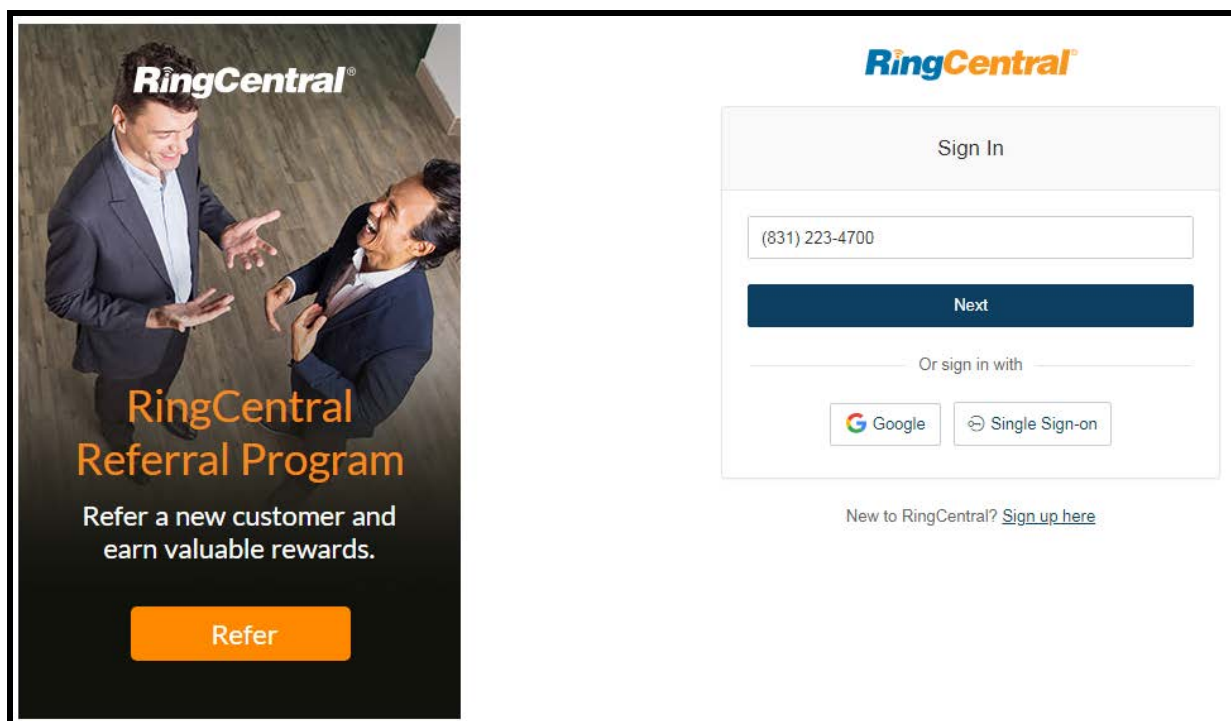 RingCentral®
RingCentral
Referral Program
Refer a new customer and
earn valuable rewards.
Refer
RingCentral®
Sign In
(831) 223-4700
Next
Or sign in with
Google
Single Sign-on
New to RingCentral? Sign up here